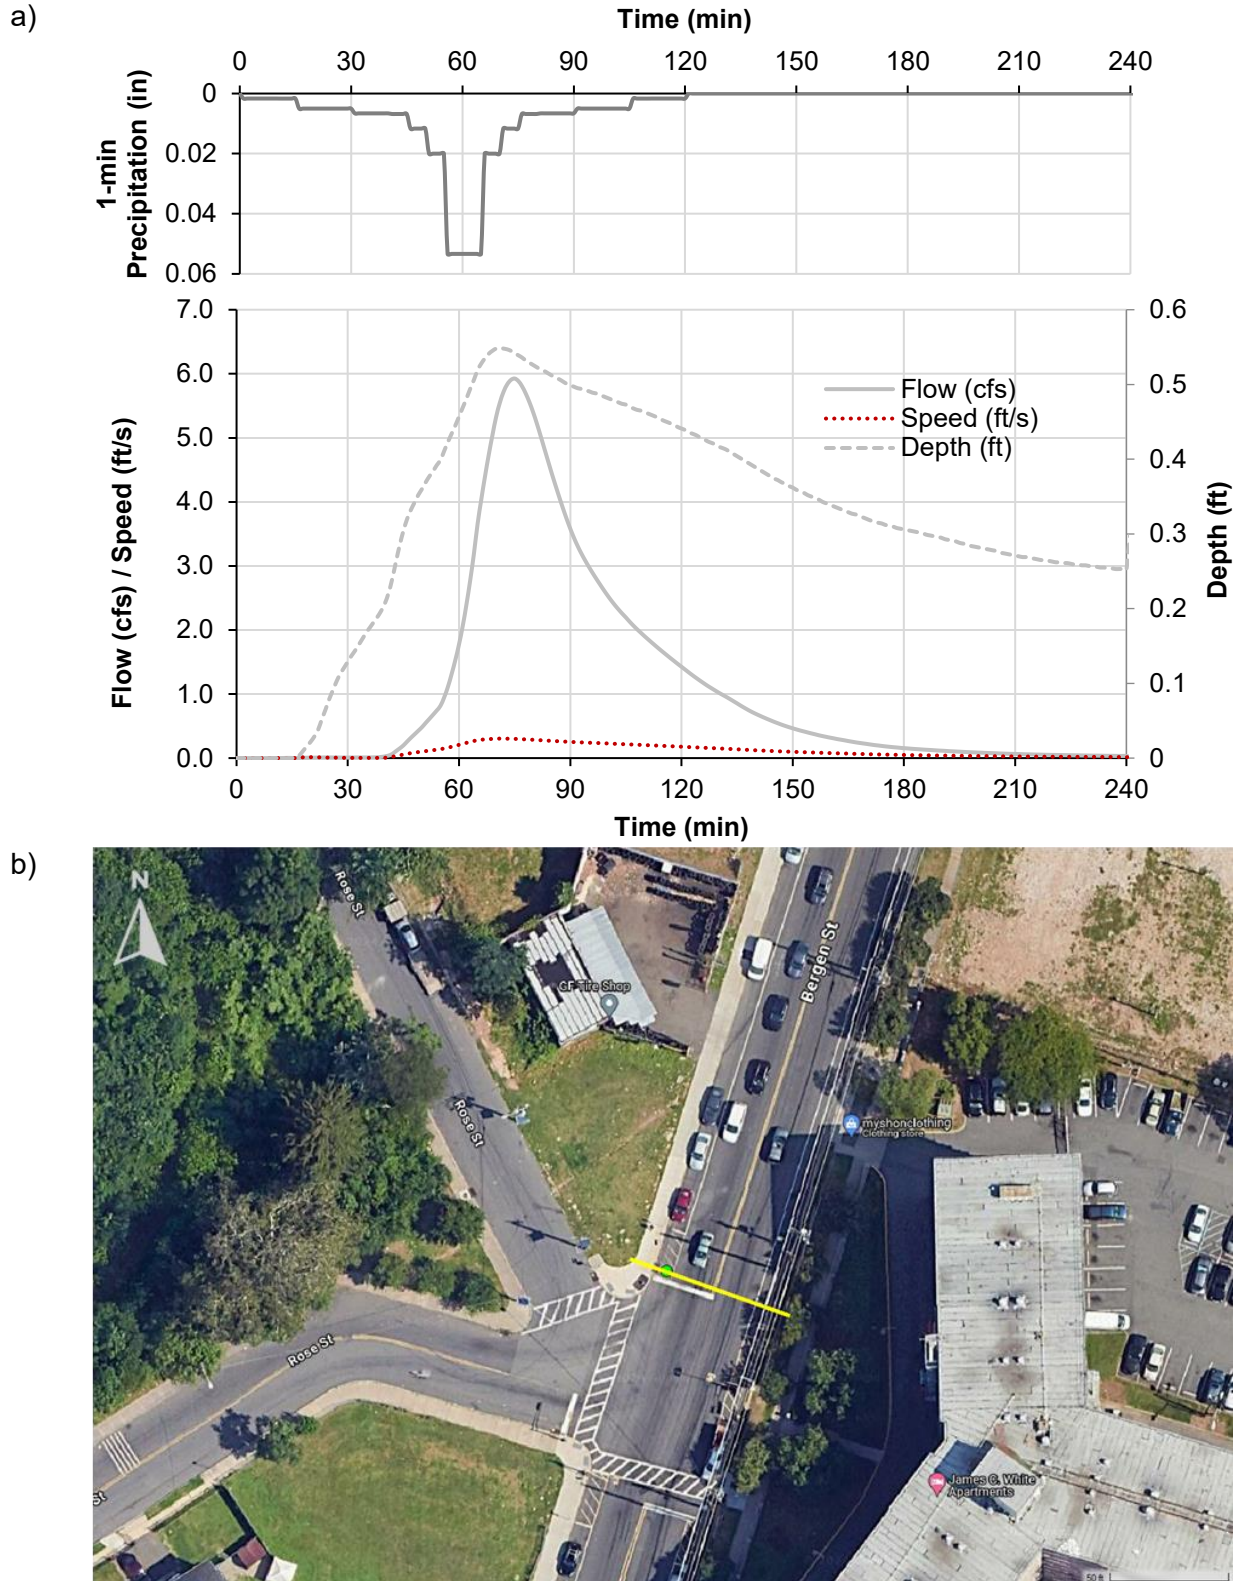 a)
Time (min)
0 30 60 90 120 150 180 210 240
1-min
Precipitation (in)
0
0.02
0.04
0.06
Flow (cfs) / Speed (ft/s)
7.0
6.0
5.0
4.0
3.0
2.0
1.0
0.0
Flow (cfs)
Speed (ft/s)
Depth (ft)
0.6
0.5
0.4
0.3
0.2
0.1
0
Depth (ft)
0 30 60 90 120 150 180 210 240
Time (min)
b)
N
Rose St
Bergen St
GF Tire Shop
Rose St
myshonclothing
Clothing store
Rose St
St
James C. White
Apartments
50 ft